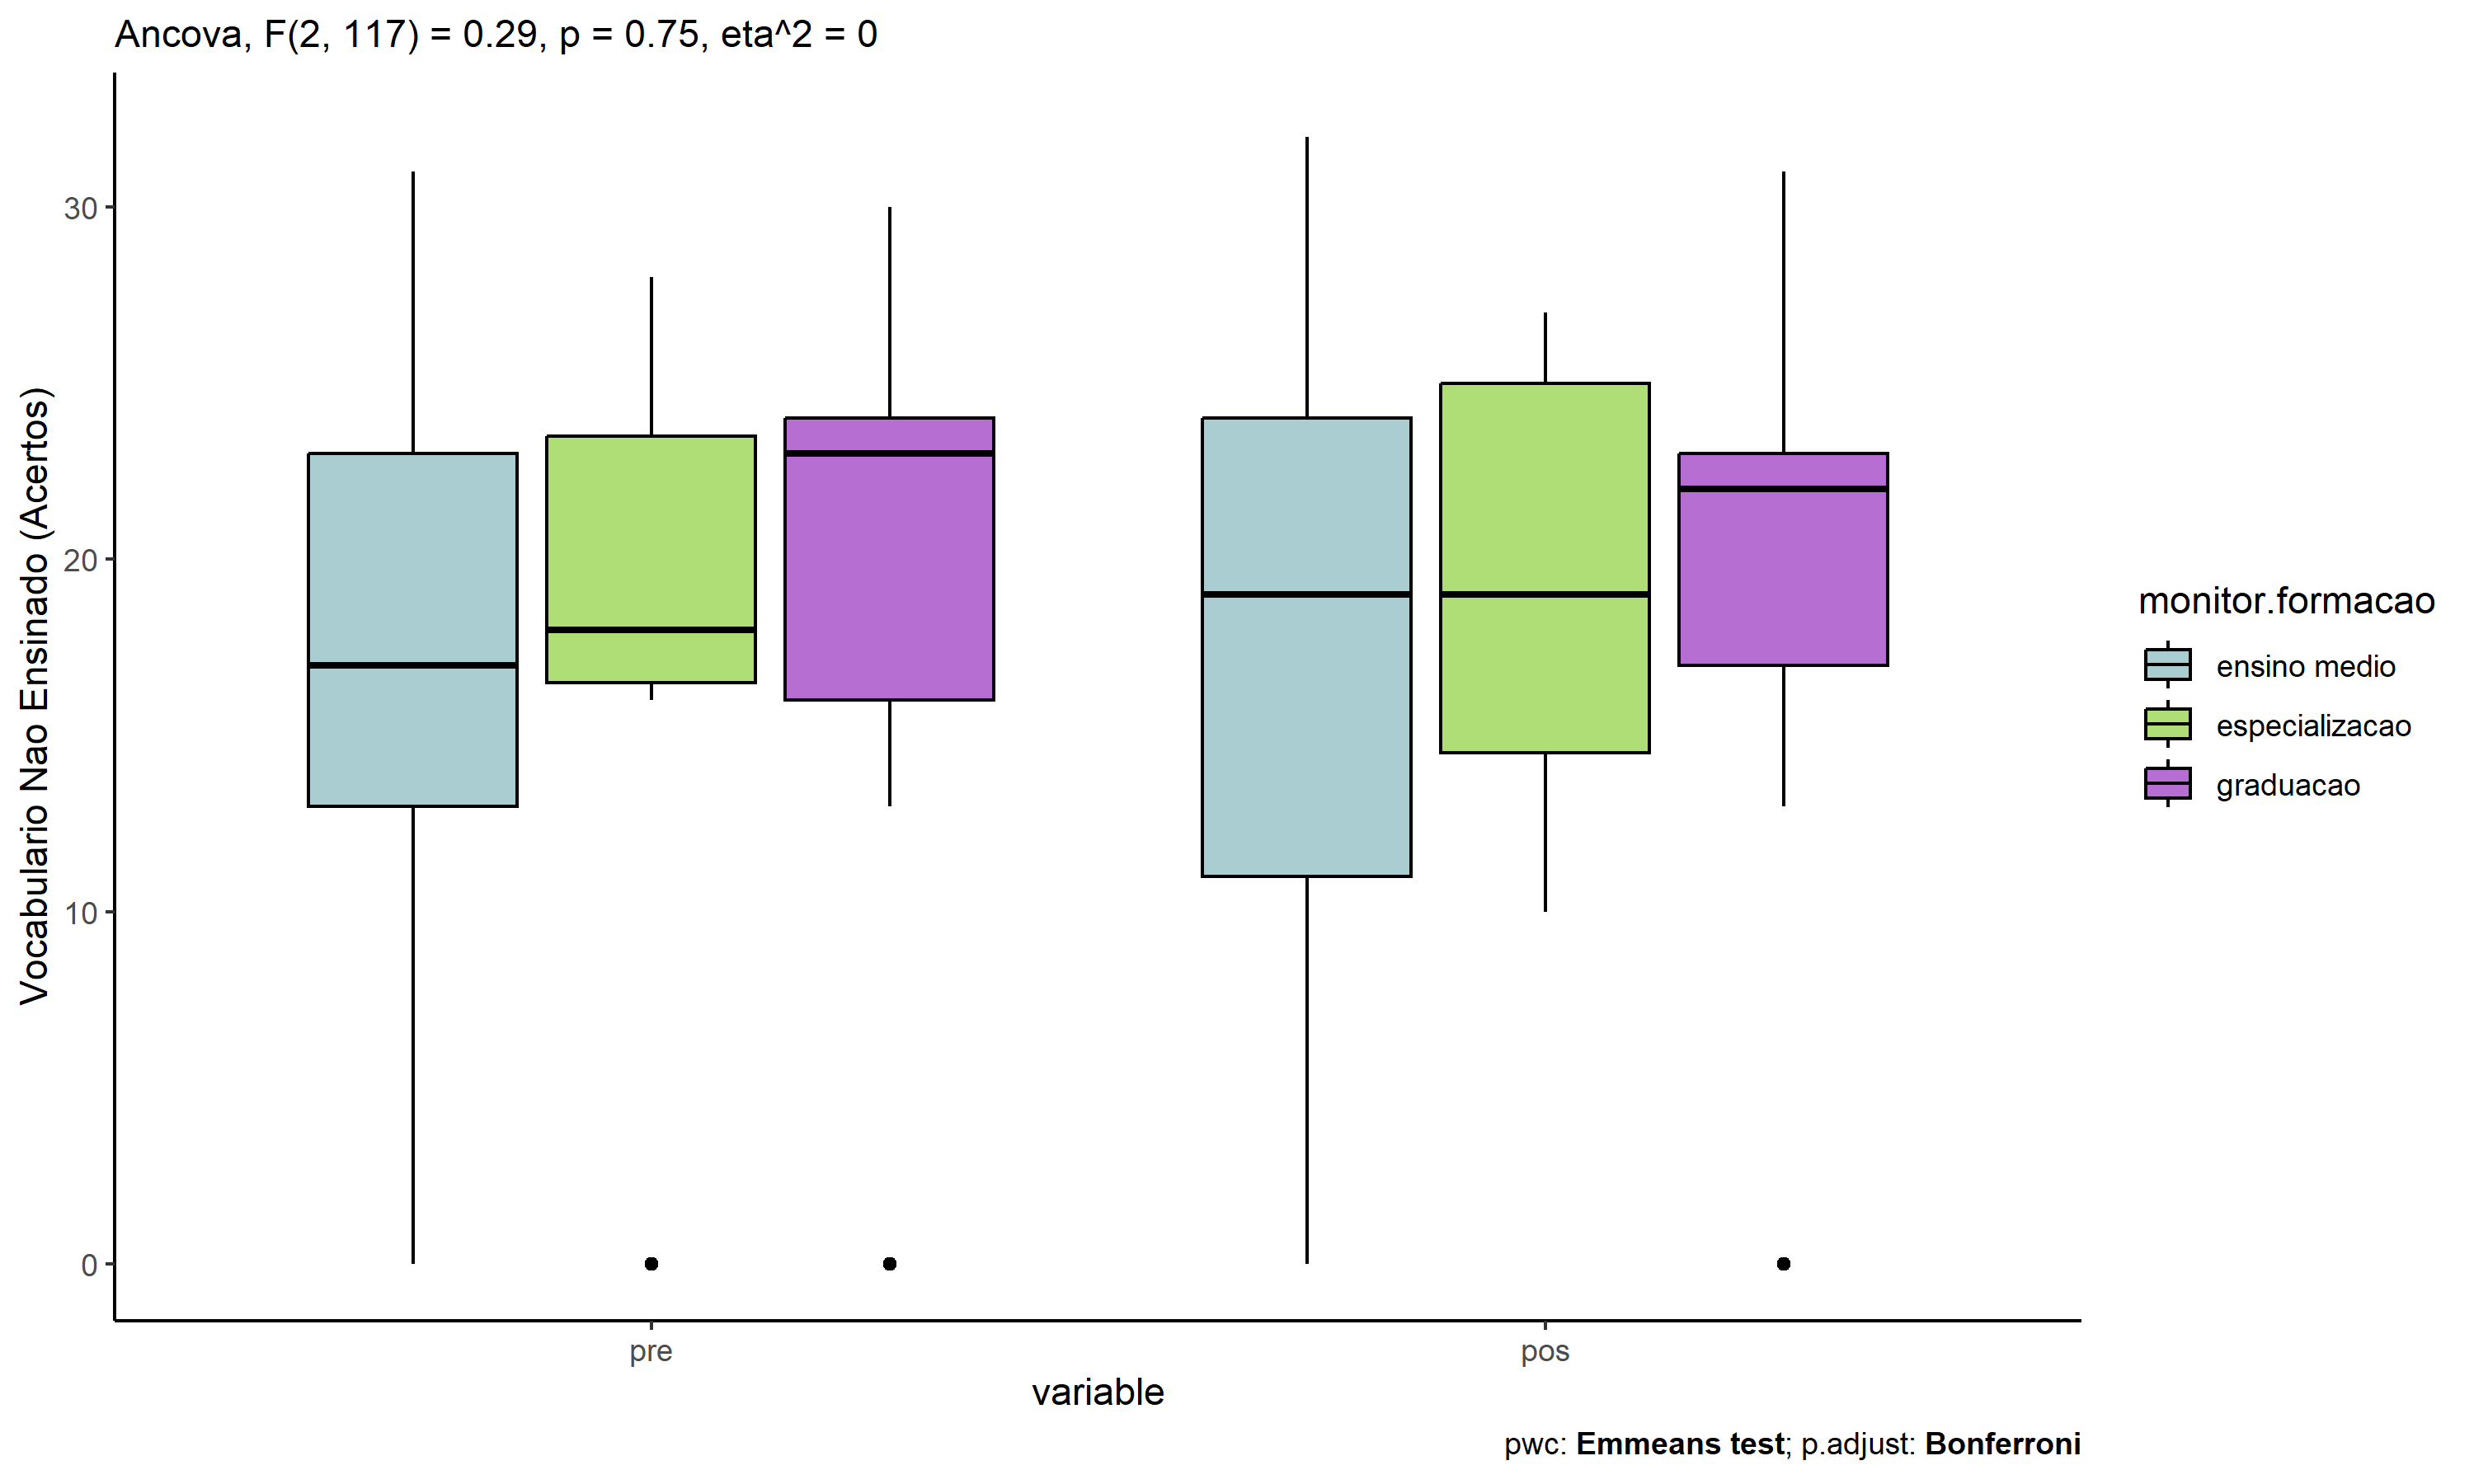 Ancova, F(2, 117) = 0.29, p = 0.75, eta^2 = 0
Vocabulario Nao Ensinado (Acertos)
30
20
10
0
pre
pos
variable
monitor.formacao
ensino medio
especializacao
graduacao
pwc: Emmeans test; p.adjust: Bonferroni